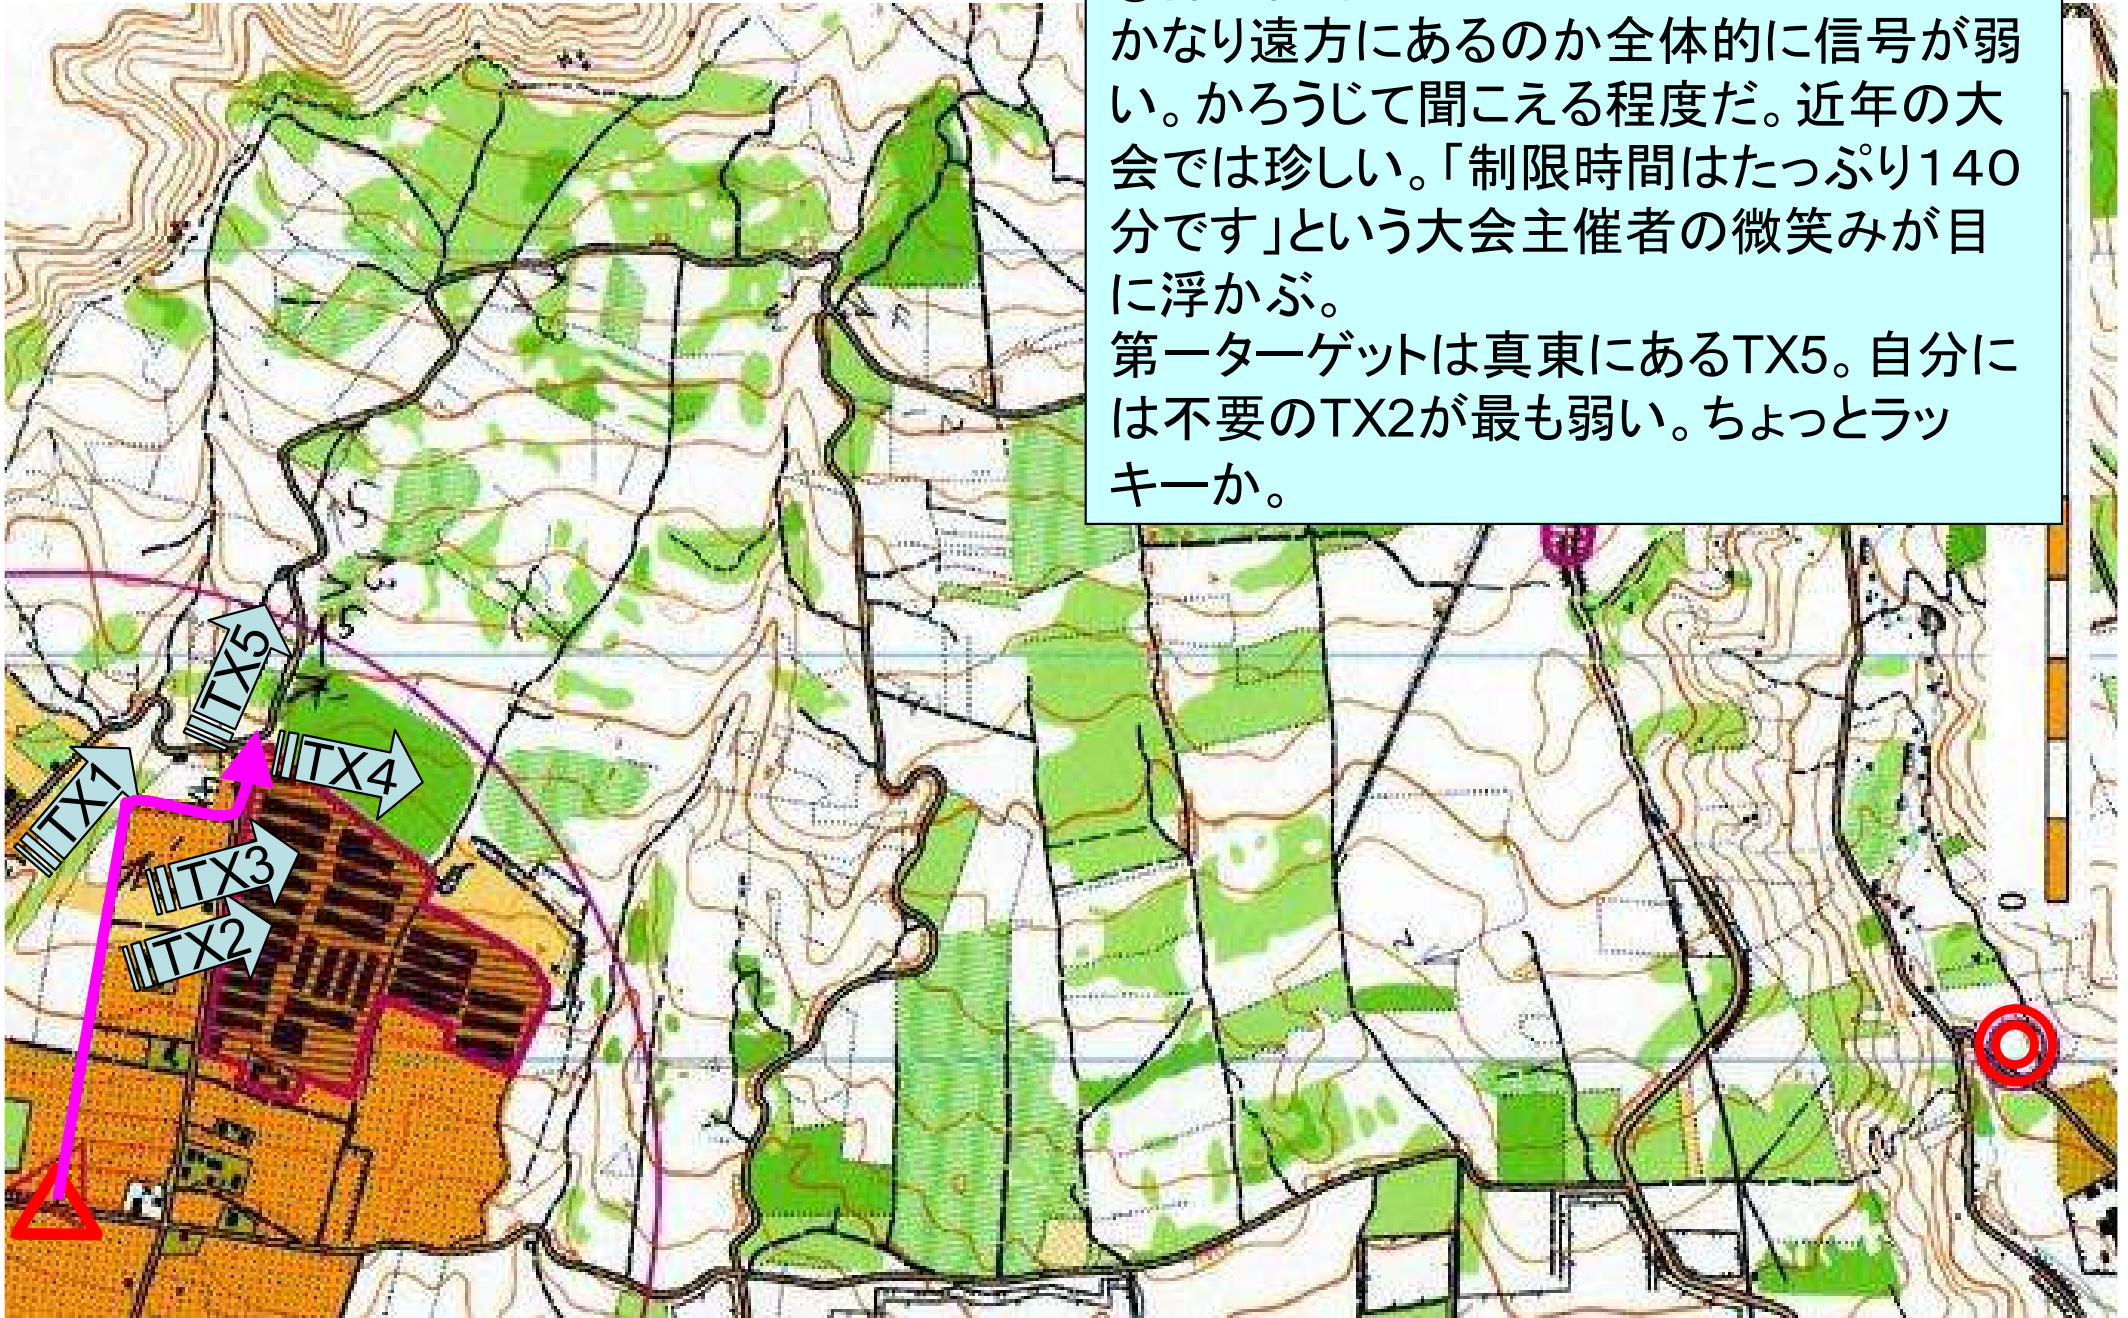 かなり遠方にあるのか全体的に信号が弱
い。かろうじて聞こえる程度だ。近年の大
会では珍しい。「制限時間はたっぷり140
分です」という大会主催者の微笑みが目
に浮かぶ。
第一ターゲットは真東にあるTX5。自分に
は不要のTX2が最も弱い。ちょっとラッ
キーか。
TX5
TX1
TX4
TX3
TX2
0